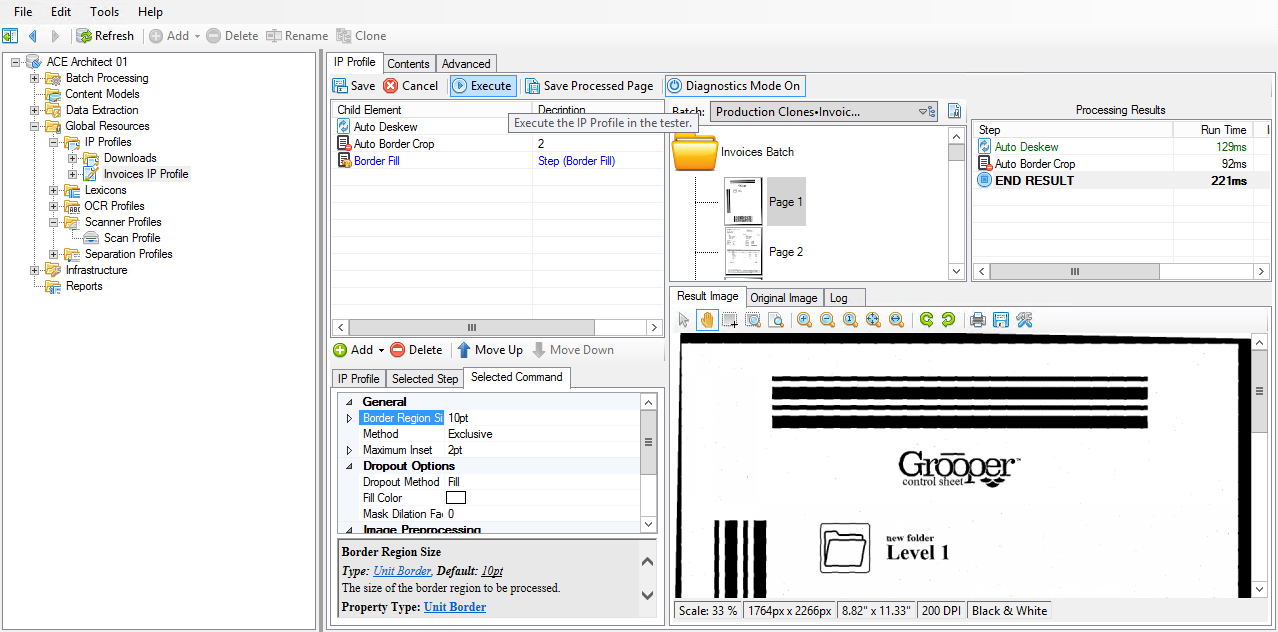 File Edit Tools Help
Refresh Add Delete Rename Clone
ACE Architect 01
Batch Processing
Content Models
Data Extraction
Global Resources
IP Profiles
Downloads
Invoices IP Profile
Lexicons
OCR Profiles
Scanner Profiles
Scan Profile
Separation Profiles
Infrastructure
Reports
IP Profile Contents Advanced
Save Cancel Execute Save Processed Page Diagnostics Mode On
Child Element Decription
Auto Deskew
Auto Border Crop 2
Border Fill Step (Border Fill)
Execute the IP Profile in the tester.
Add Delete Move Up Move Down
IP Profile Selected Step Selected Command
General
Border Region Si 10pt
Method Exclusive
Maximum Inset 2pt
Dropout Options
Dropout Method Fill
Fill Color
Mask Dilation Fac 0
Image Preprocessing
Border Region Size
Type: Unit Border, Default: 10pt
The size of the border region to be processed.
Property Type: Unit Border
Batch: Production Clones•Invoic...
Invoices Batch
Page 1
Page 2
Processing Results
Step Run Time
Auto Deskew 129ms
Auto Border Crop 92ms
END RESULT 221ms
Result Image Original Image Log
Grooper™
control sheet
new folder
Level 1
Scale: 33 % 1764px x 2266px 8.82" x 11.33" 200 DPI Black & White